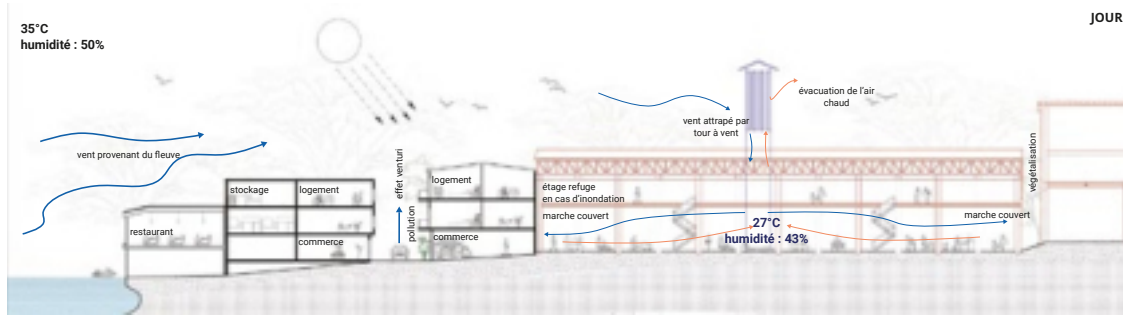 35°C
humidité : 50%
JOUR
évacuation de l'air
chaud
vent attrapé par
tour à vent
vent provenant du fleuve
effet venturi
pollution
végétalisation
stockage
logement
logement
étage refuge
en cas d'inondation
marche couvert
marche couvert
restaurant
commerce
commerce
27°C
humidité : 43%